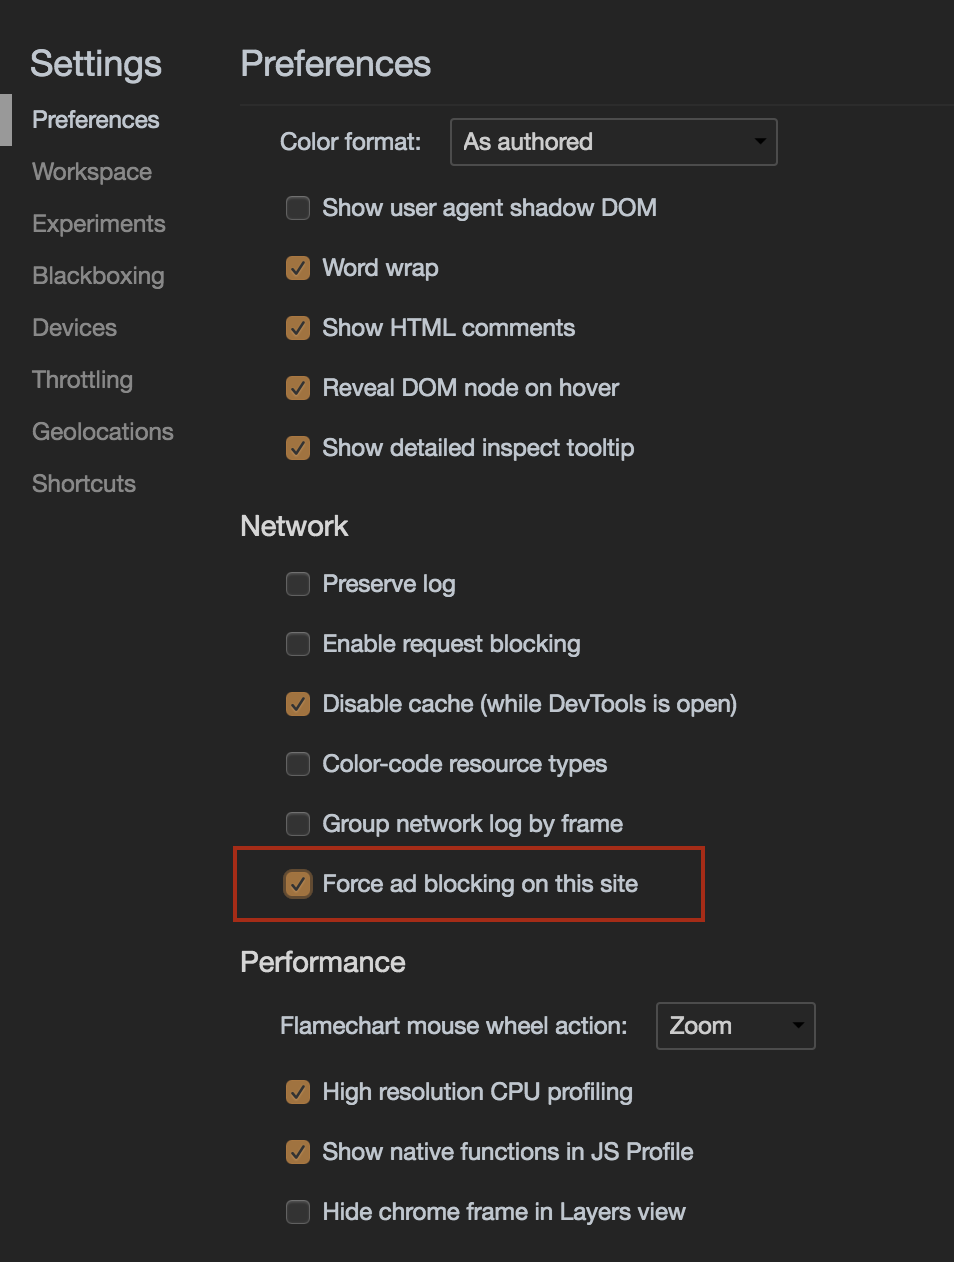 Settings
Preferences
Workspace
Experiments
Blackboxing
Devices
Throttling
Geolocations
Shortcuts
Preferences
Color format: As authored
Show user agent shadow DOM
Word wrap
Show HTML comments
Reveal DOM node on hover
Show detailed inspect tooltip
Network
Preserve log
Enable request blocking
Disable cache (while DevTools is open)
Color-code resource types
Group network log by frame
Force ad blocking on this site
Performance
Flamechart mouse wheel action: Zoom
High resolution CPU profiling
Show native functions in JS Profile
Hide chrome frame in Layers view